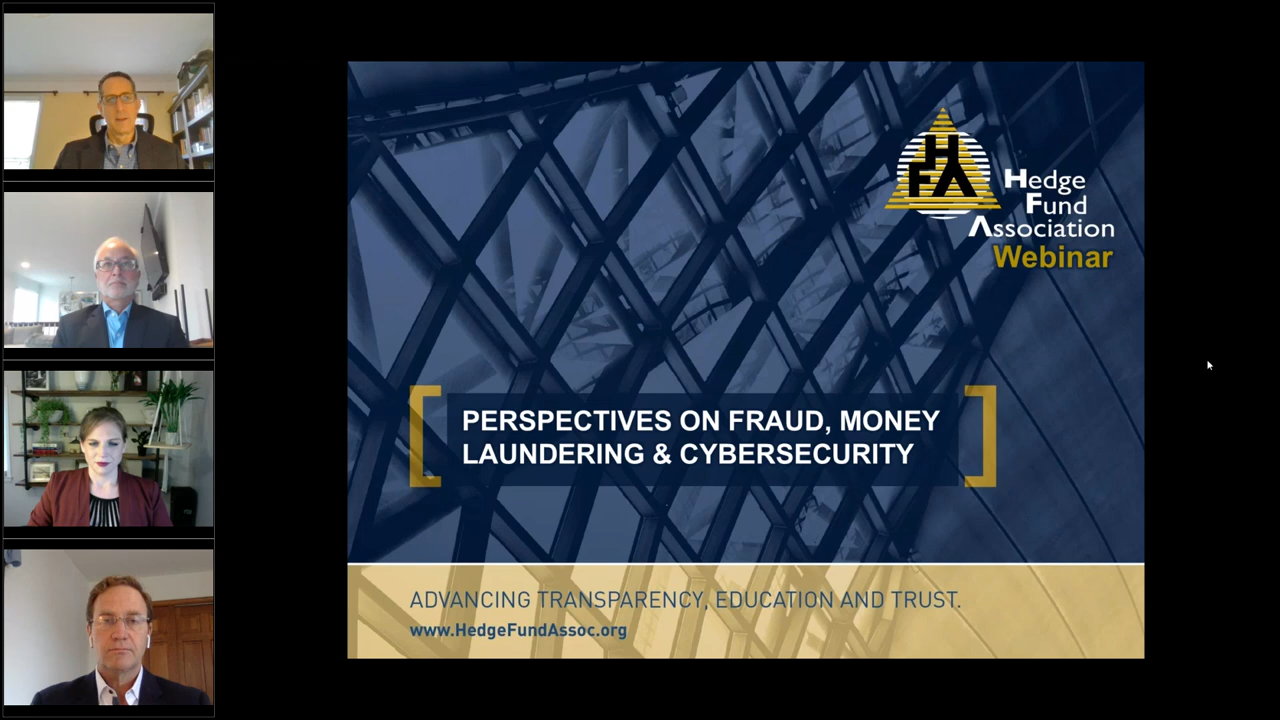 HFA
Hedge
Fund
Association
Webinar
PERSPECTIVES ON FRAUD, MONEY
LAUNDERING & CYBERSECURITY
ADVANCING TRANSPARENCY, EDUCATION AND TRUST.
www.HedgeFundAssoc.org